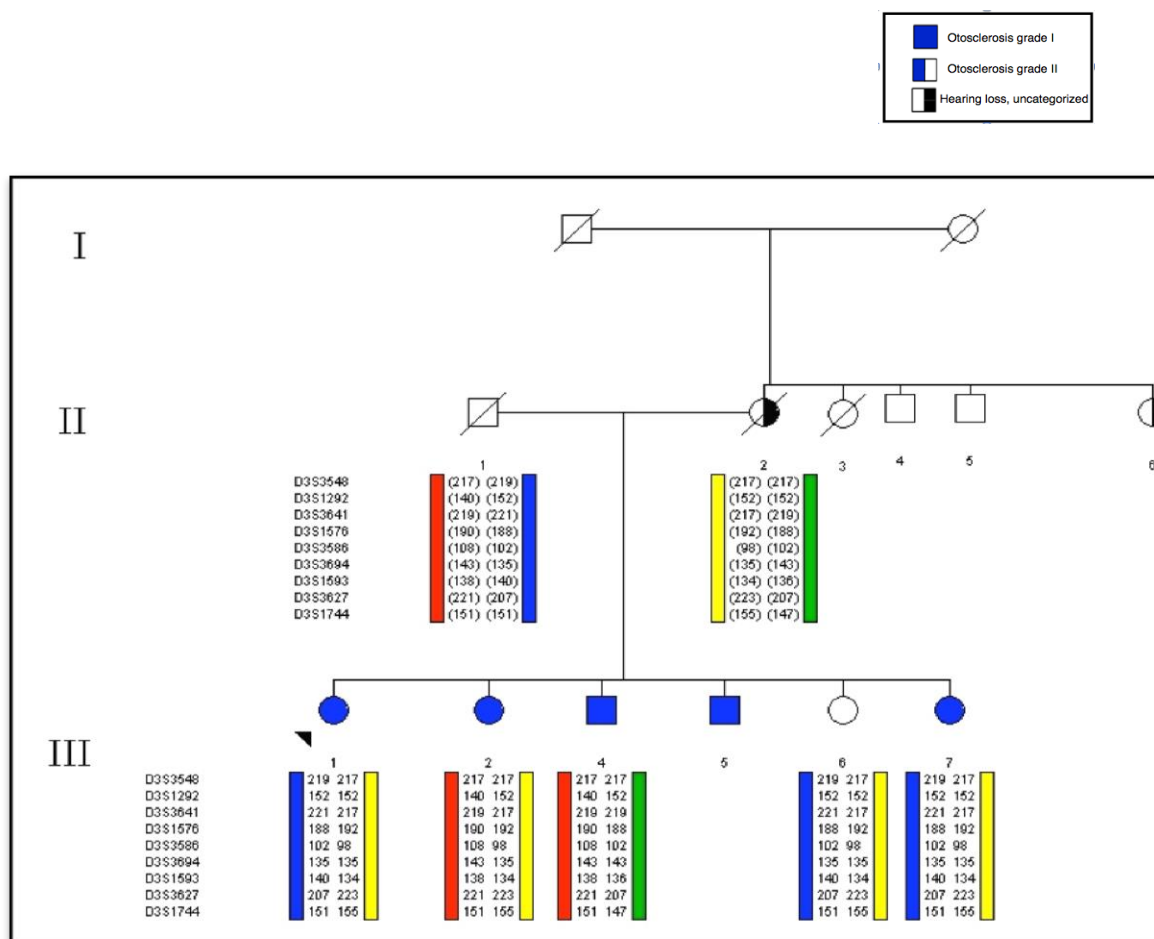 Otosclerosis grade I
Otosclerosis grade II
Hearing loss, uncategorized
I
II
1 2 3 4 5 6
D3S3548 (217) (219) (217) (217)
D3S1292 (140) (152) (152) (152)
D3S3641 (219) (221) (217) (219)
D3S1576 (190) (188) (192) (188)
D3S3586 (108) (102) (98) (102)
D3S3694 (143) (135) (135) (143)
D3S1593 (138) (140) (134) (136)
D3S3627 (221) (207) (223) (207)
D3S1744 (151) (151) (155) (147)
III
1 2 4 5 6 7
D3S3548 219 217 217 217 217 217 219 217 219 217
D3S1292 152 152 140 152 140 152 152 152 152 152
D3S3641 221 217 219 217 219 219 221 217 221 217
D3S1576 188 192 190 192 190 188 188 192 188 192
D3S3586 102 98 108 98 108 102 102 98 102 98
D3S3694 135 135 143 135 143 143 135 135 135 135
D3S1593 140 134 138 134 138 136 140 134 140 134
D3S3627 207 223 221 223 221 207 207 223 207 223
D3S1744 151 155 151 155 151 147 151 155 151 155